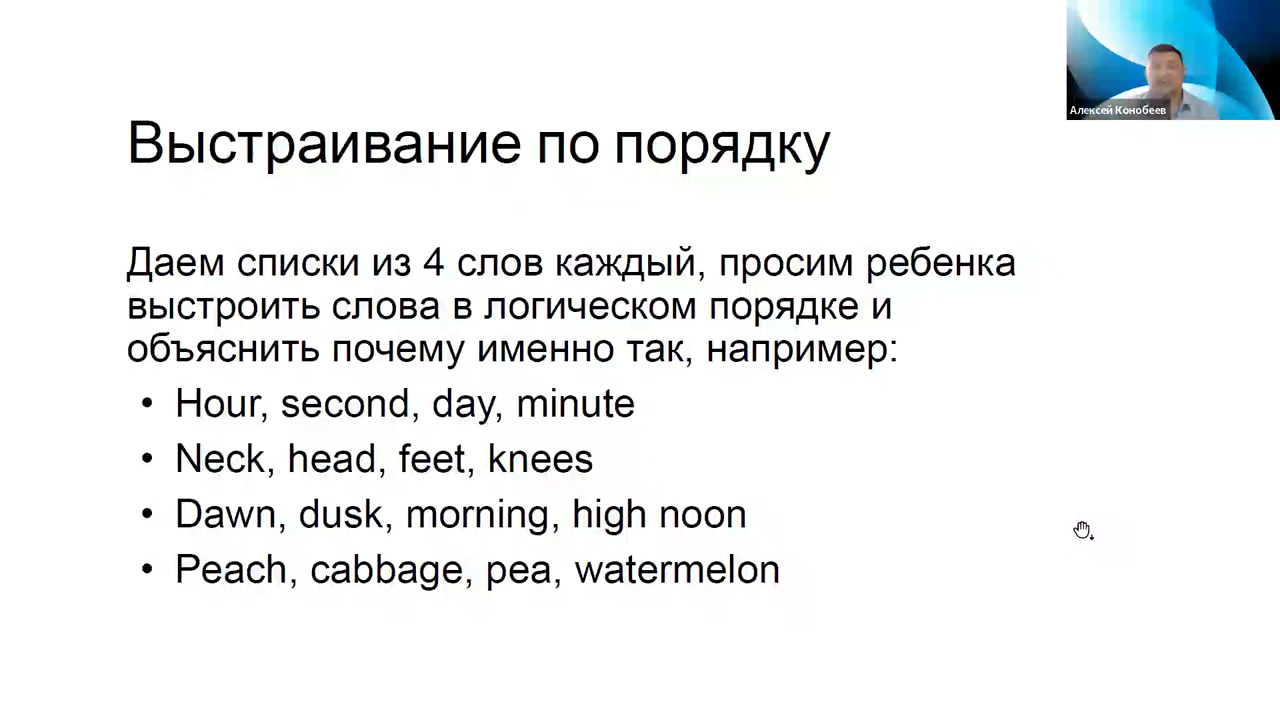 Алексей Конобеев
Выстраивание по порядку
Даем списки из 4 слов каждый, просим ребенка
выстроить слова в логическом порядке и
объяснить почему именно так, например:
• Hour, second, day, minute
• Neck, head, feet, knees
• Dawn, dusk, morning, high noon
• Peach, cabbage, pea, watermelon